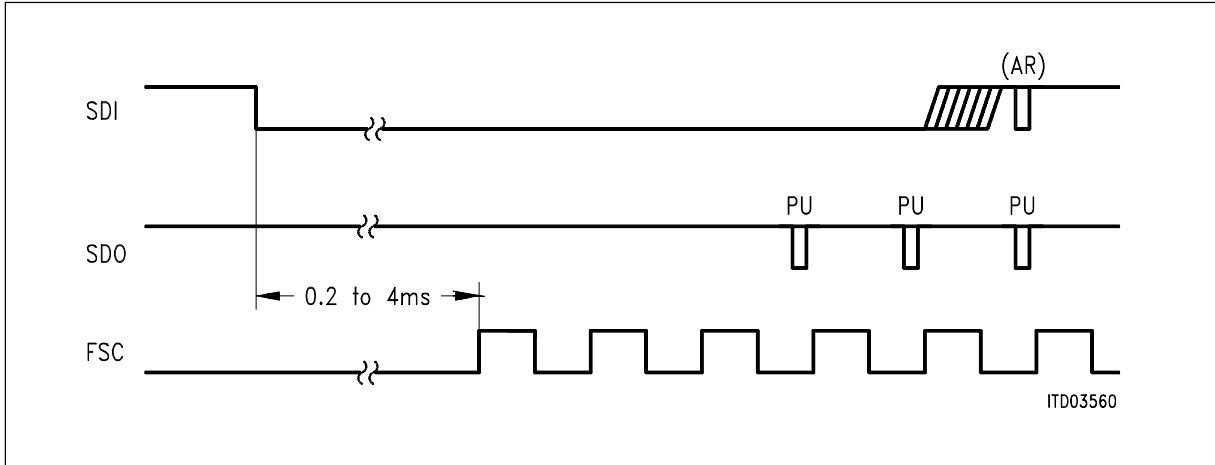 (AR)
SDI
PU PU PU
SDO
0.2 to 4ms
FSC
ITD03560